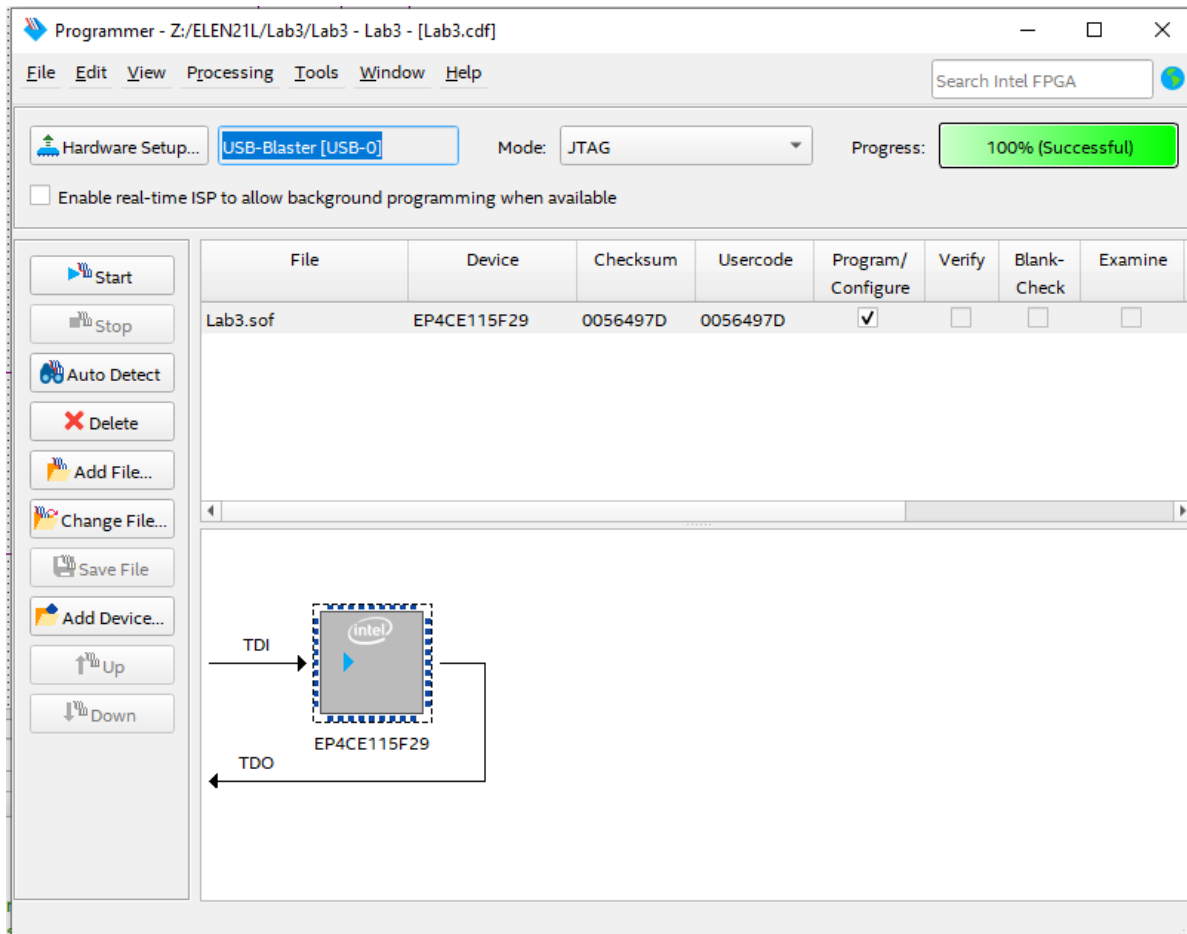 Programmer - Z:/ELEN21L/Lab3/Lab3 - Lab3 - [Lab3.cdf]
File Edit View Processing Tools Window Help
Search Intel FPGA
Hardware Setup... USB-Blaster [USB-0] Mode: JTAG Progress: 100% (Successful)
Enable real-time ISP to allow background programming when available
File Device Checksum Usercode Program/ Verify Blank- Examine
Configure Check
Lab3.sof EP4CE115F29 0056497D 0056497D
Start
Stop
Auto Detect
Delete
Add File...
Change File...
Save File
Add Device...
Up
Down
intel
TDI
EP4CE115F29
TDO